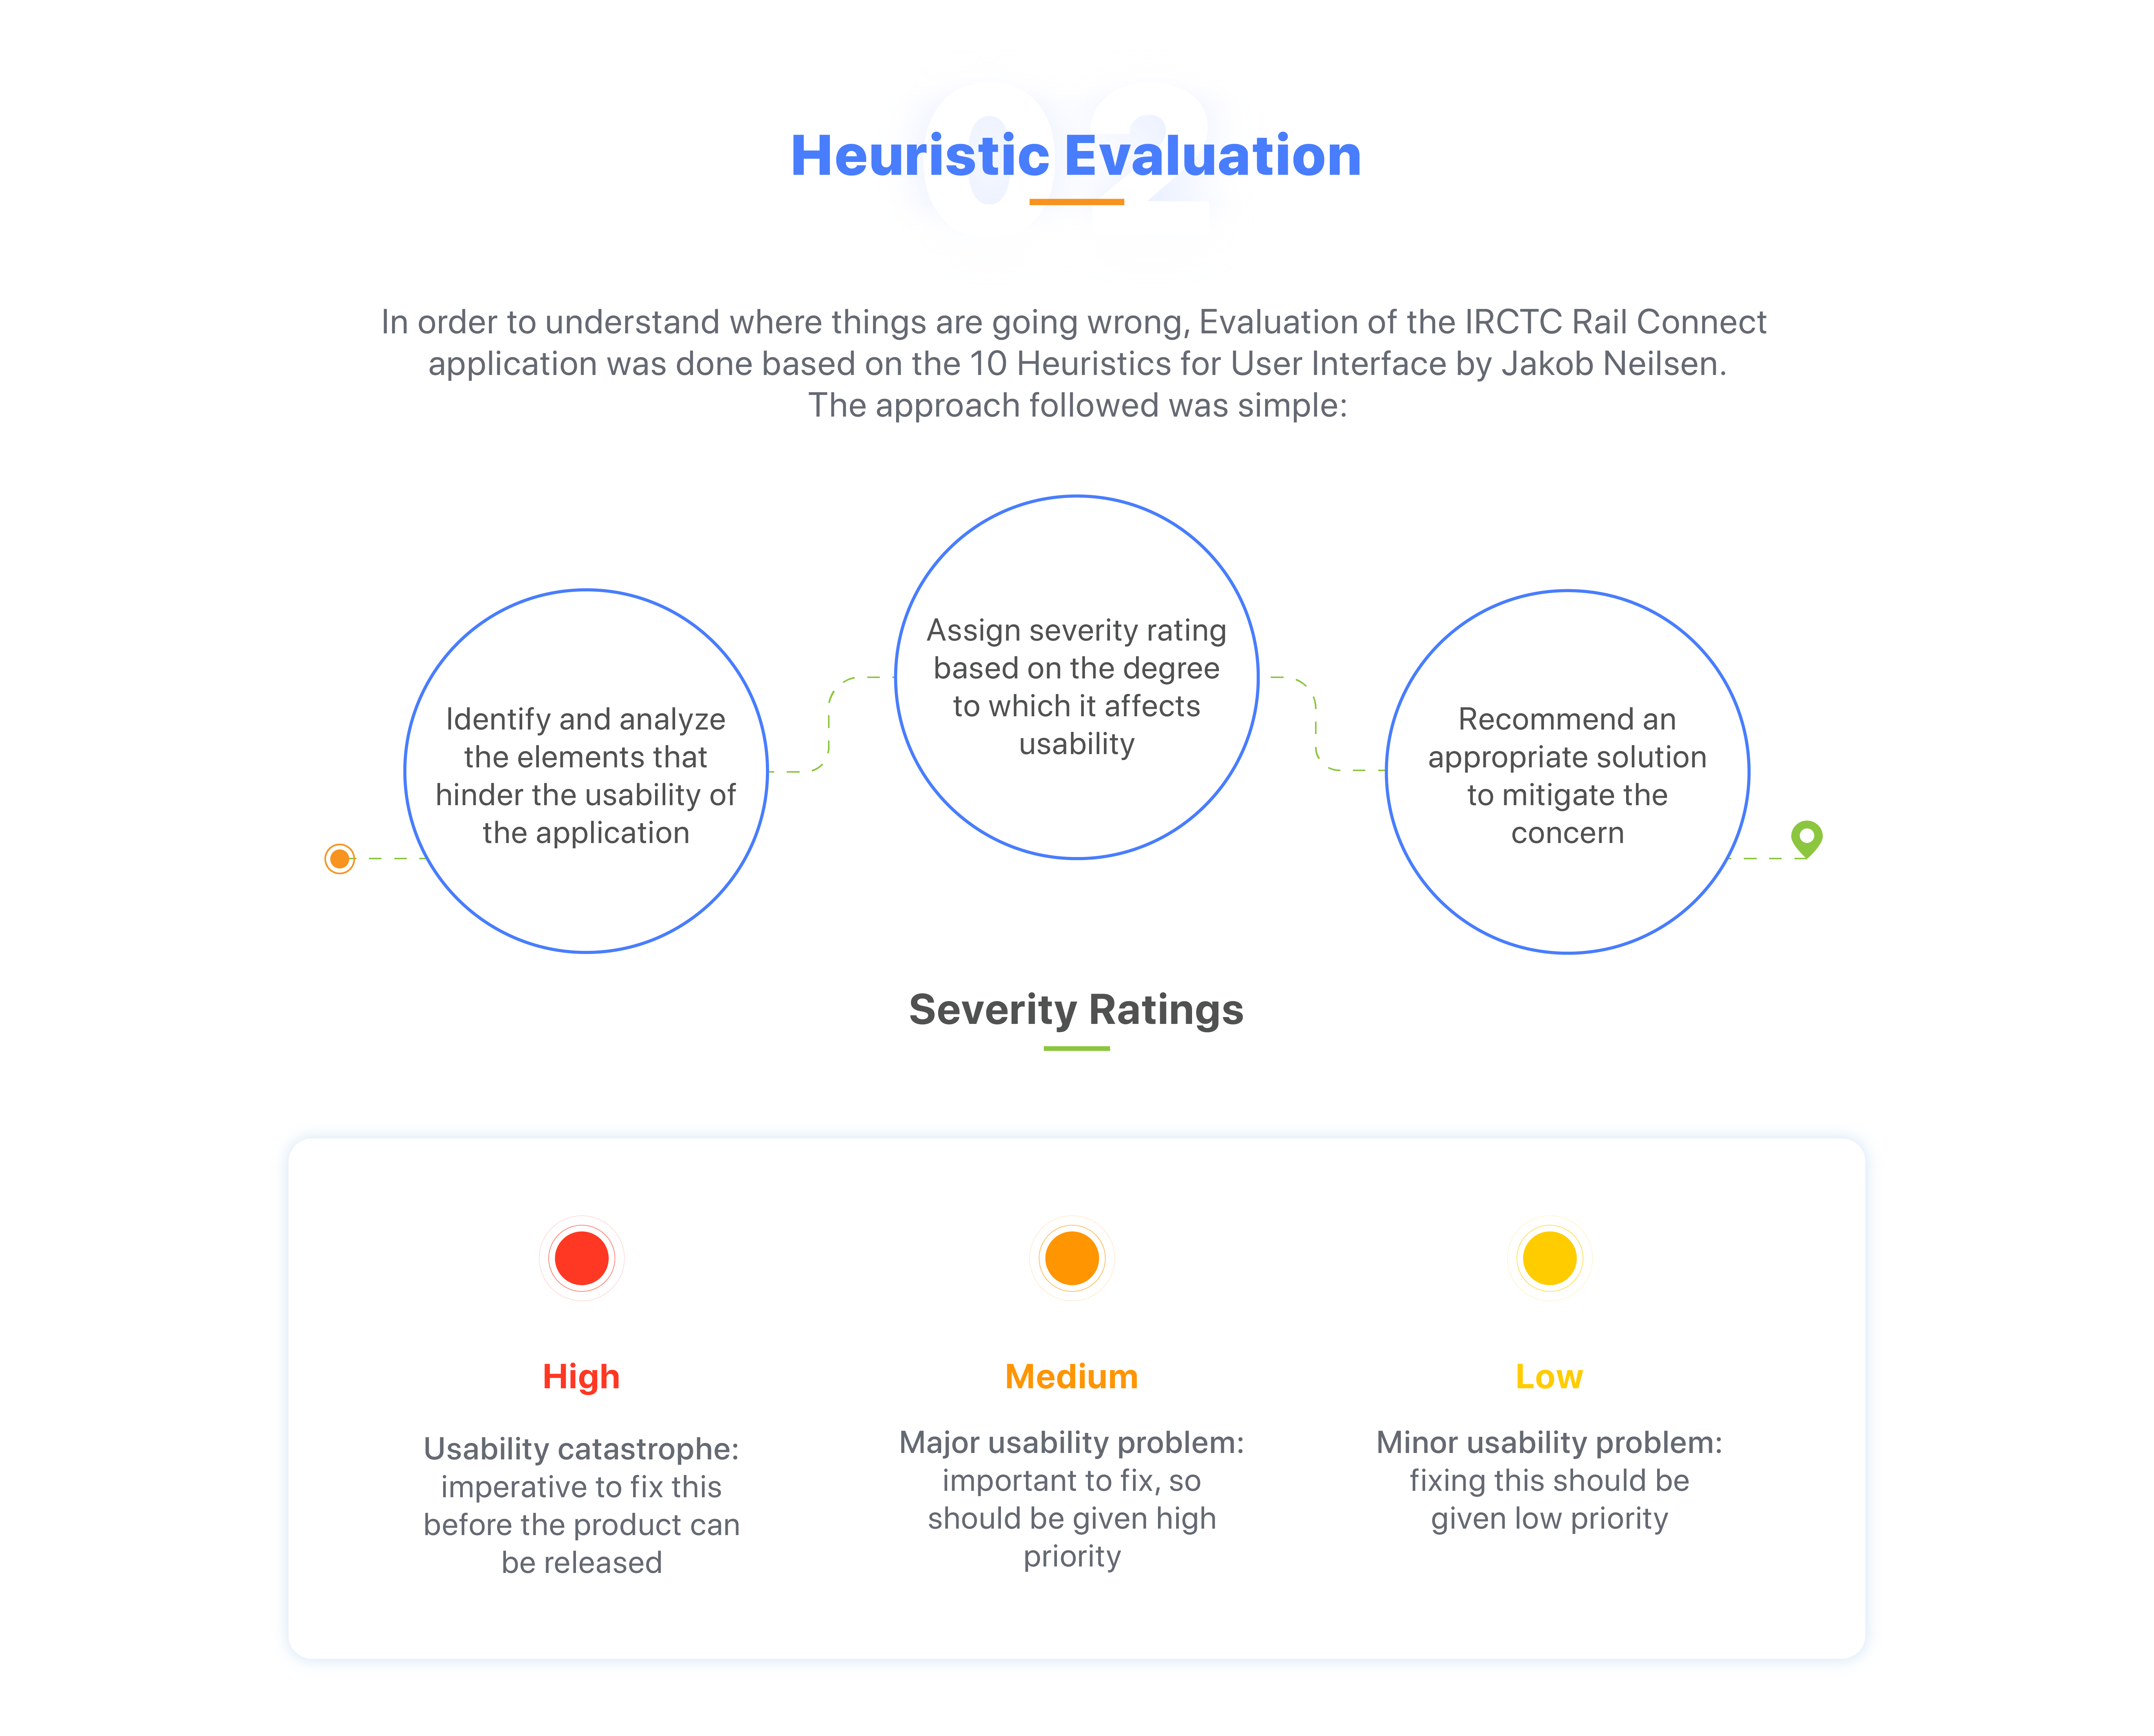 02
Heuristic Evaluation
In order to understand where things are going wrong, Evaluation of the IRCTC Rail Connect
application was done based on the 10 Heuristics for User Interface by Jakob Neilsen.
The approach followed was simple:
Identify and analyze
the elements that
hinder the usability of
the application
Assign severity rating
based on the degree
to which it affects
usability
Recommend an
appropriate solution
to mitigate the
concern
Severity Ratings
High
Usability catastrophe:
imperative to fix this
before the product can
be released
Medium
Major usability problem:
important to fix, so
should be given high
priority
Low
Minor usability problem:
fixing this should be
given low priority